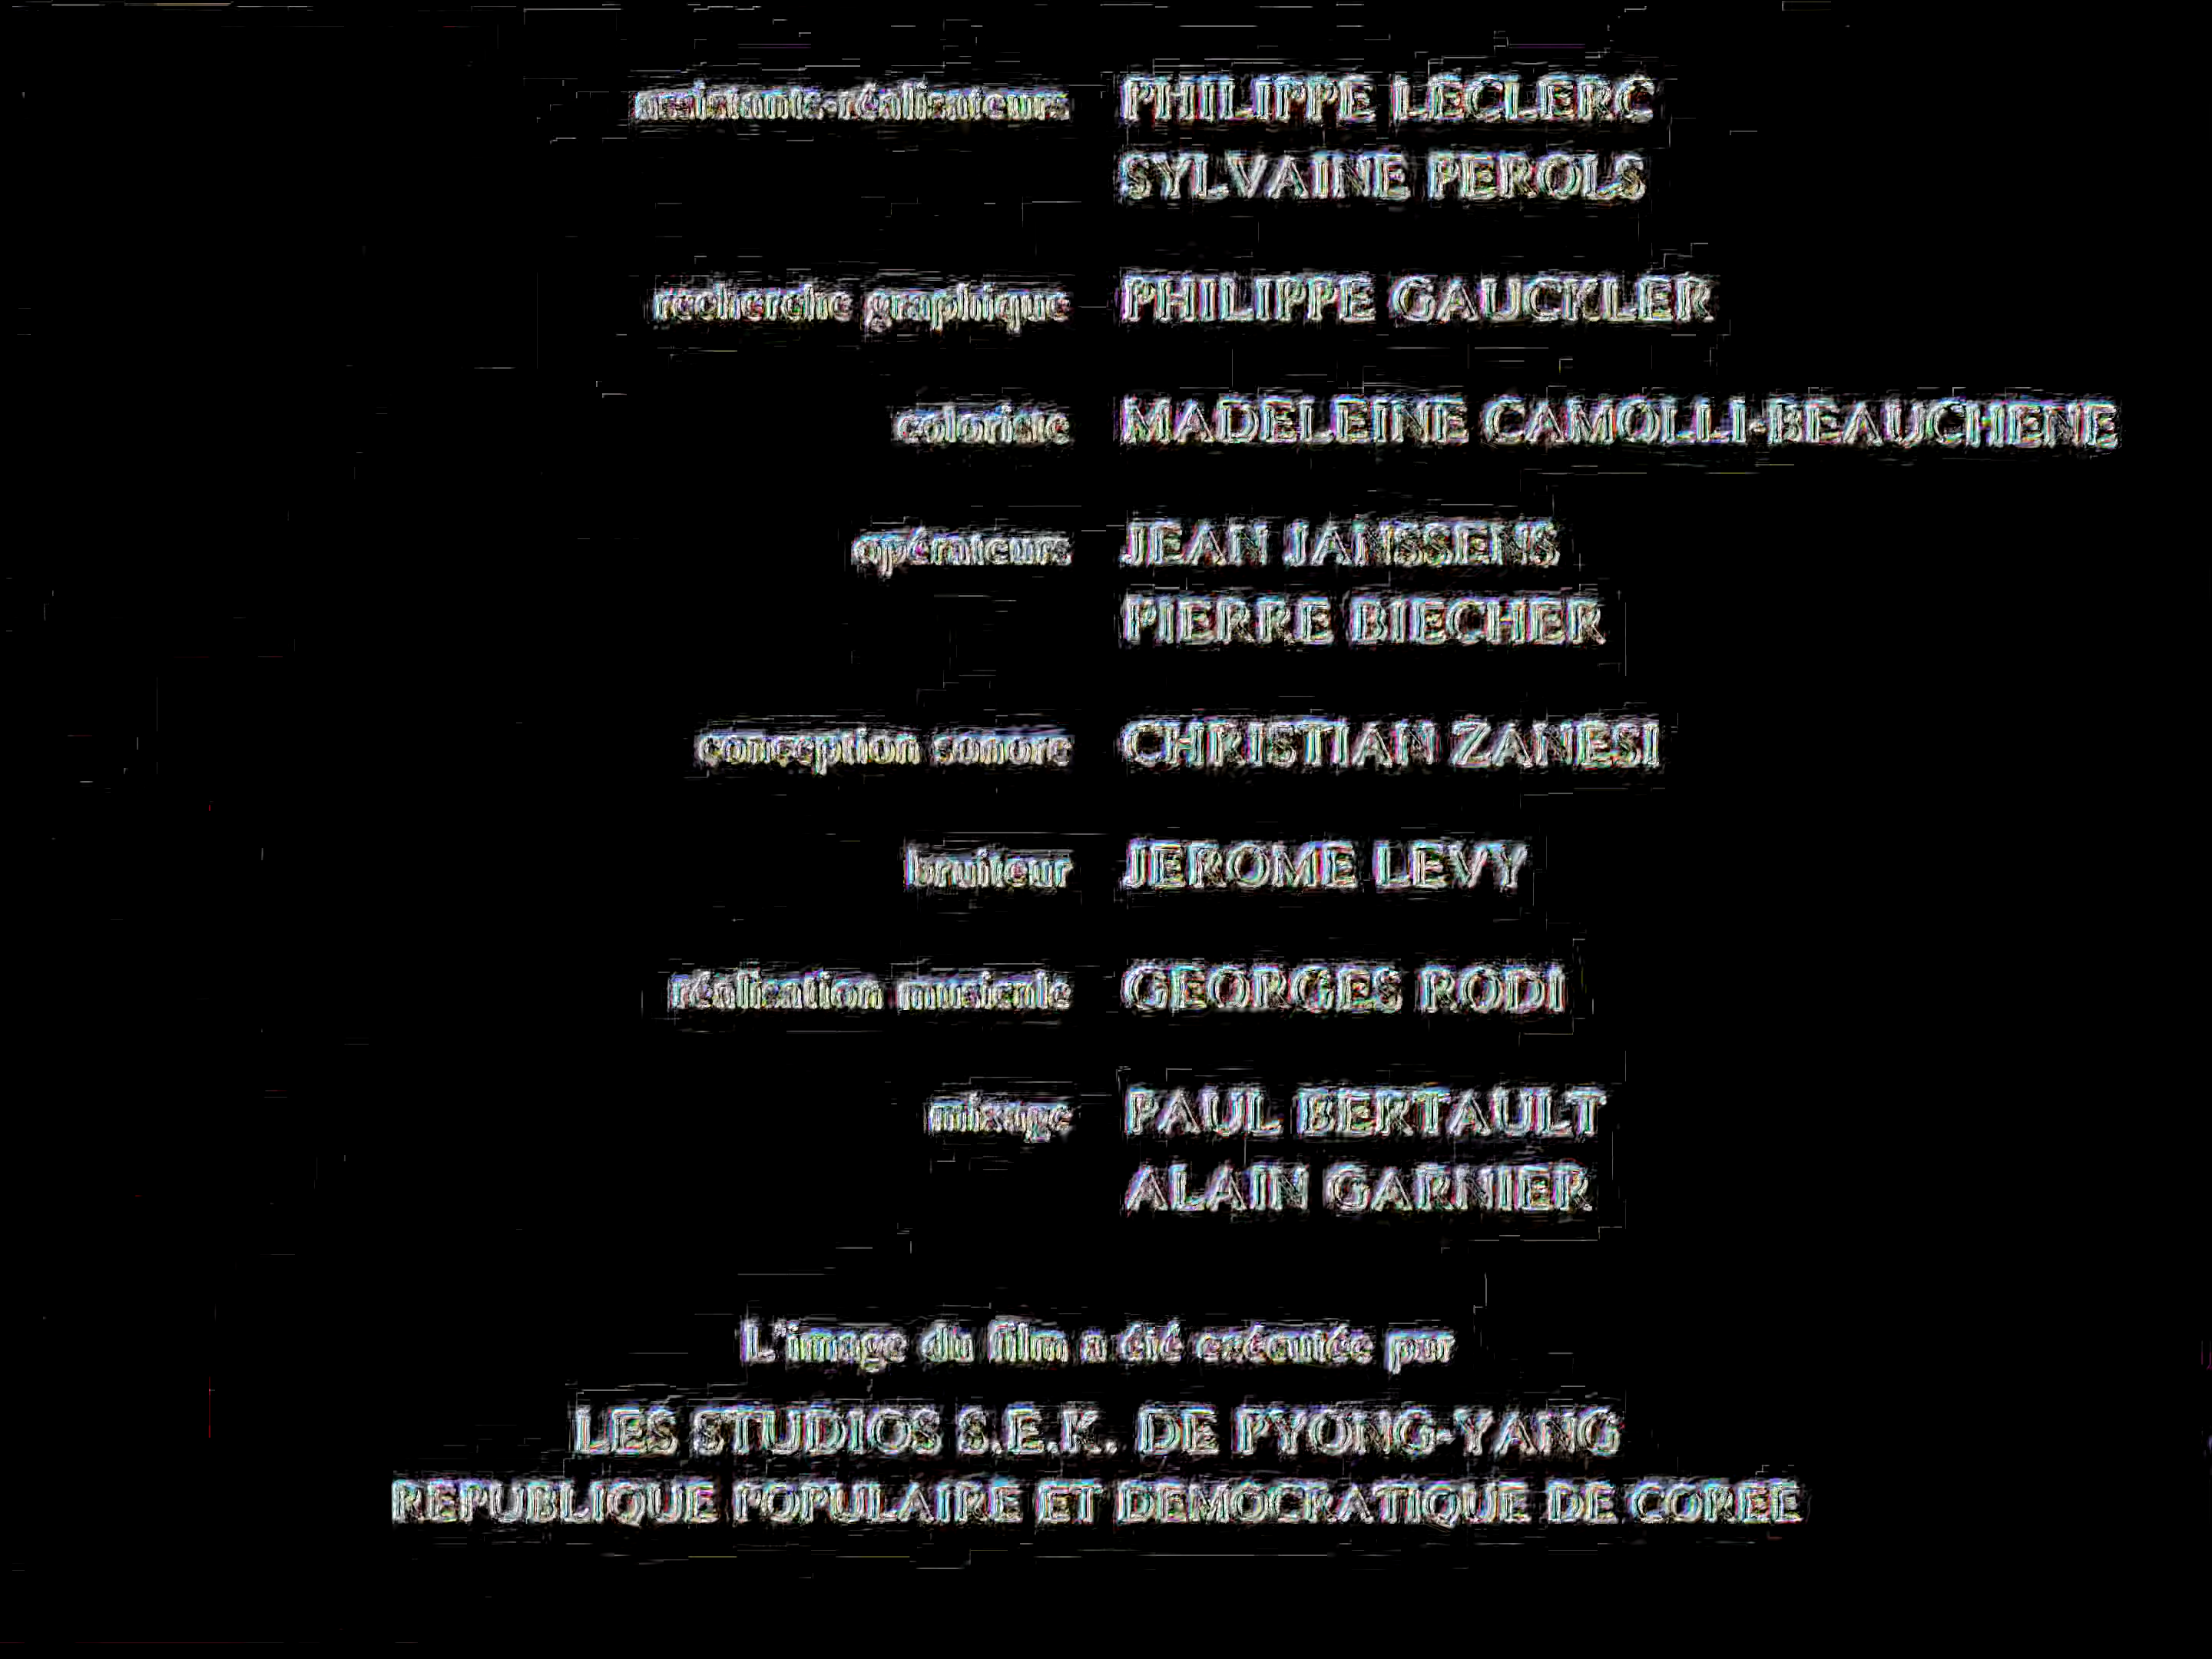 assistants-réalisateurs PHILIPPE LECLERC
SYLVAINE PEROLS
recherche graphique PHILIPPE GAUCKLER
coloriste MADELEINE CAMOLLI-BEAUCHENE
opérateurs JEAN JANSSENS
PIERRE BIECHER
conception sonore CHRISTIAN ZANESI
bruiteur JEROME LEVY
réalisation musicale GEORGES RODI
mixage PAUL BERTAULT
ALAIN GARNIER
L'image du film a été exécutée par
LES STUDIOS S.E.K. DE PYONG-YANG
REPUBLIQUE POPULAIRE ET DEMOCRATIQUE DE COREE